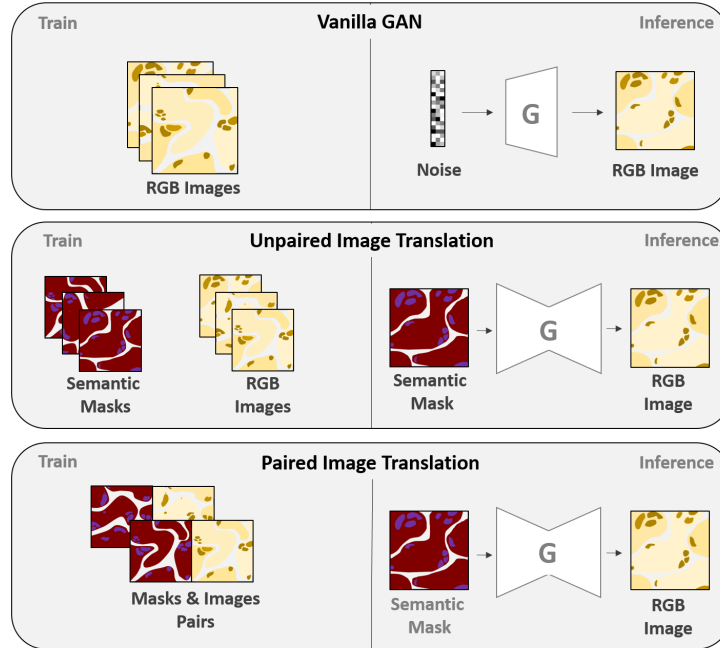 Train
Vanilla GAN
Inference
G
Noise
RGB Image
RGB Images
Train
Unpaired Image Translation
Inference
G
Semantic
Masks
RGB
Images
Semantic
Mask
RGB
Image
Train
Paired Image Translation
Inference
G
Masks & Images
Pairs
Semantic
Mask
RGB
Image